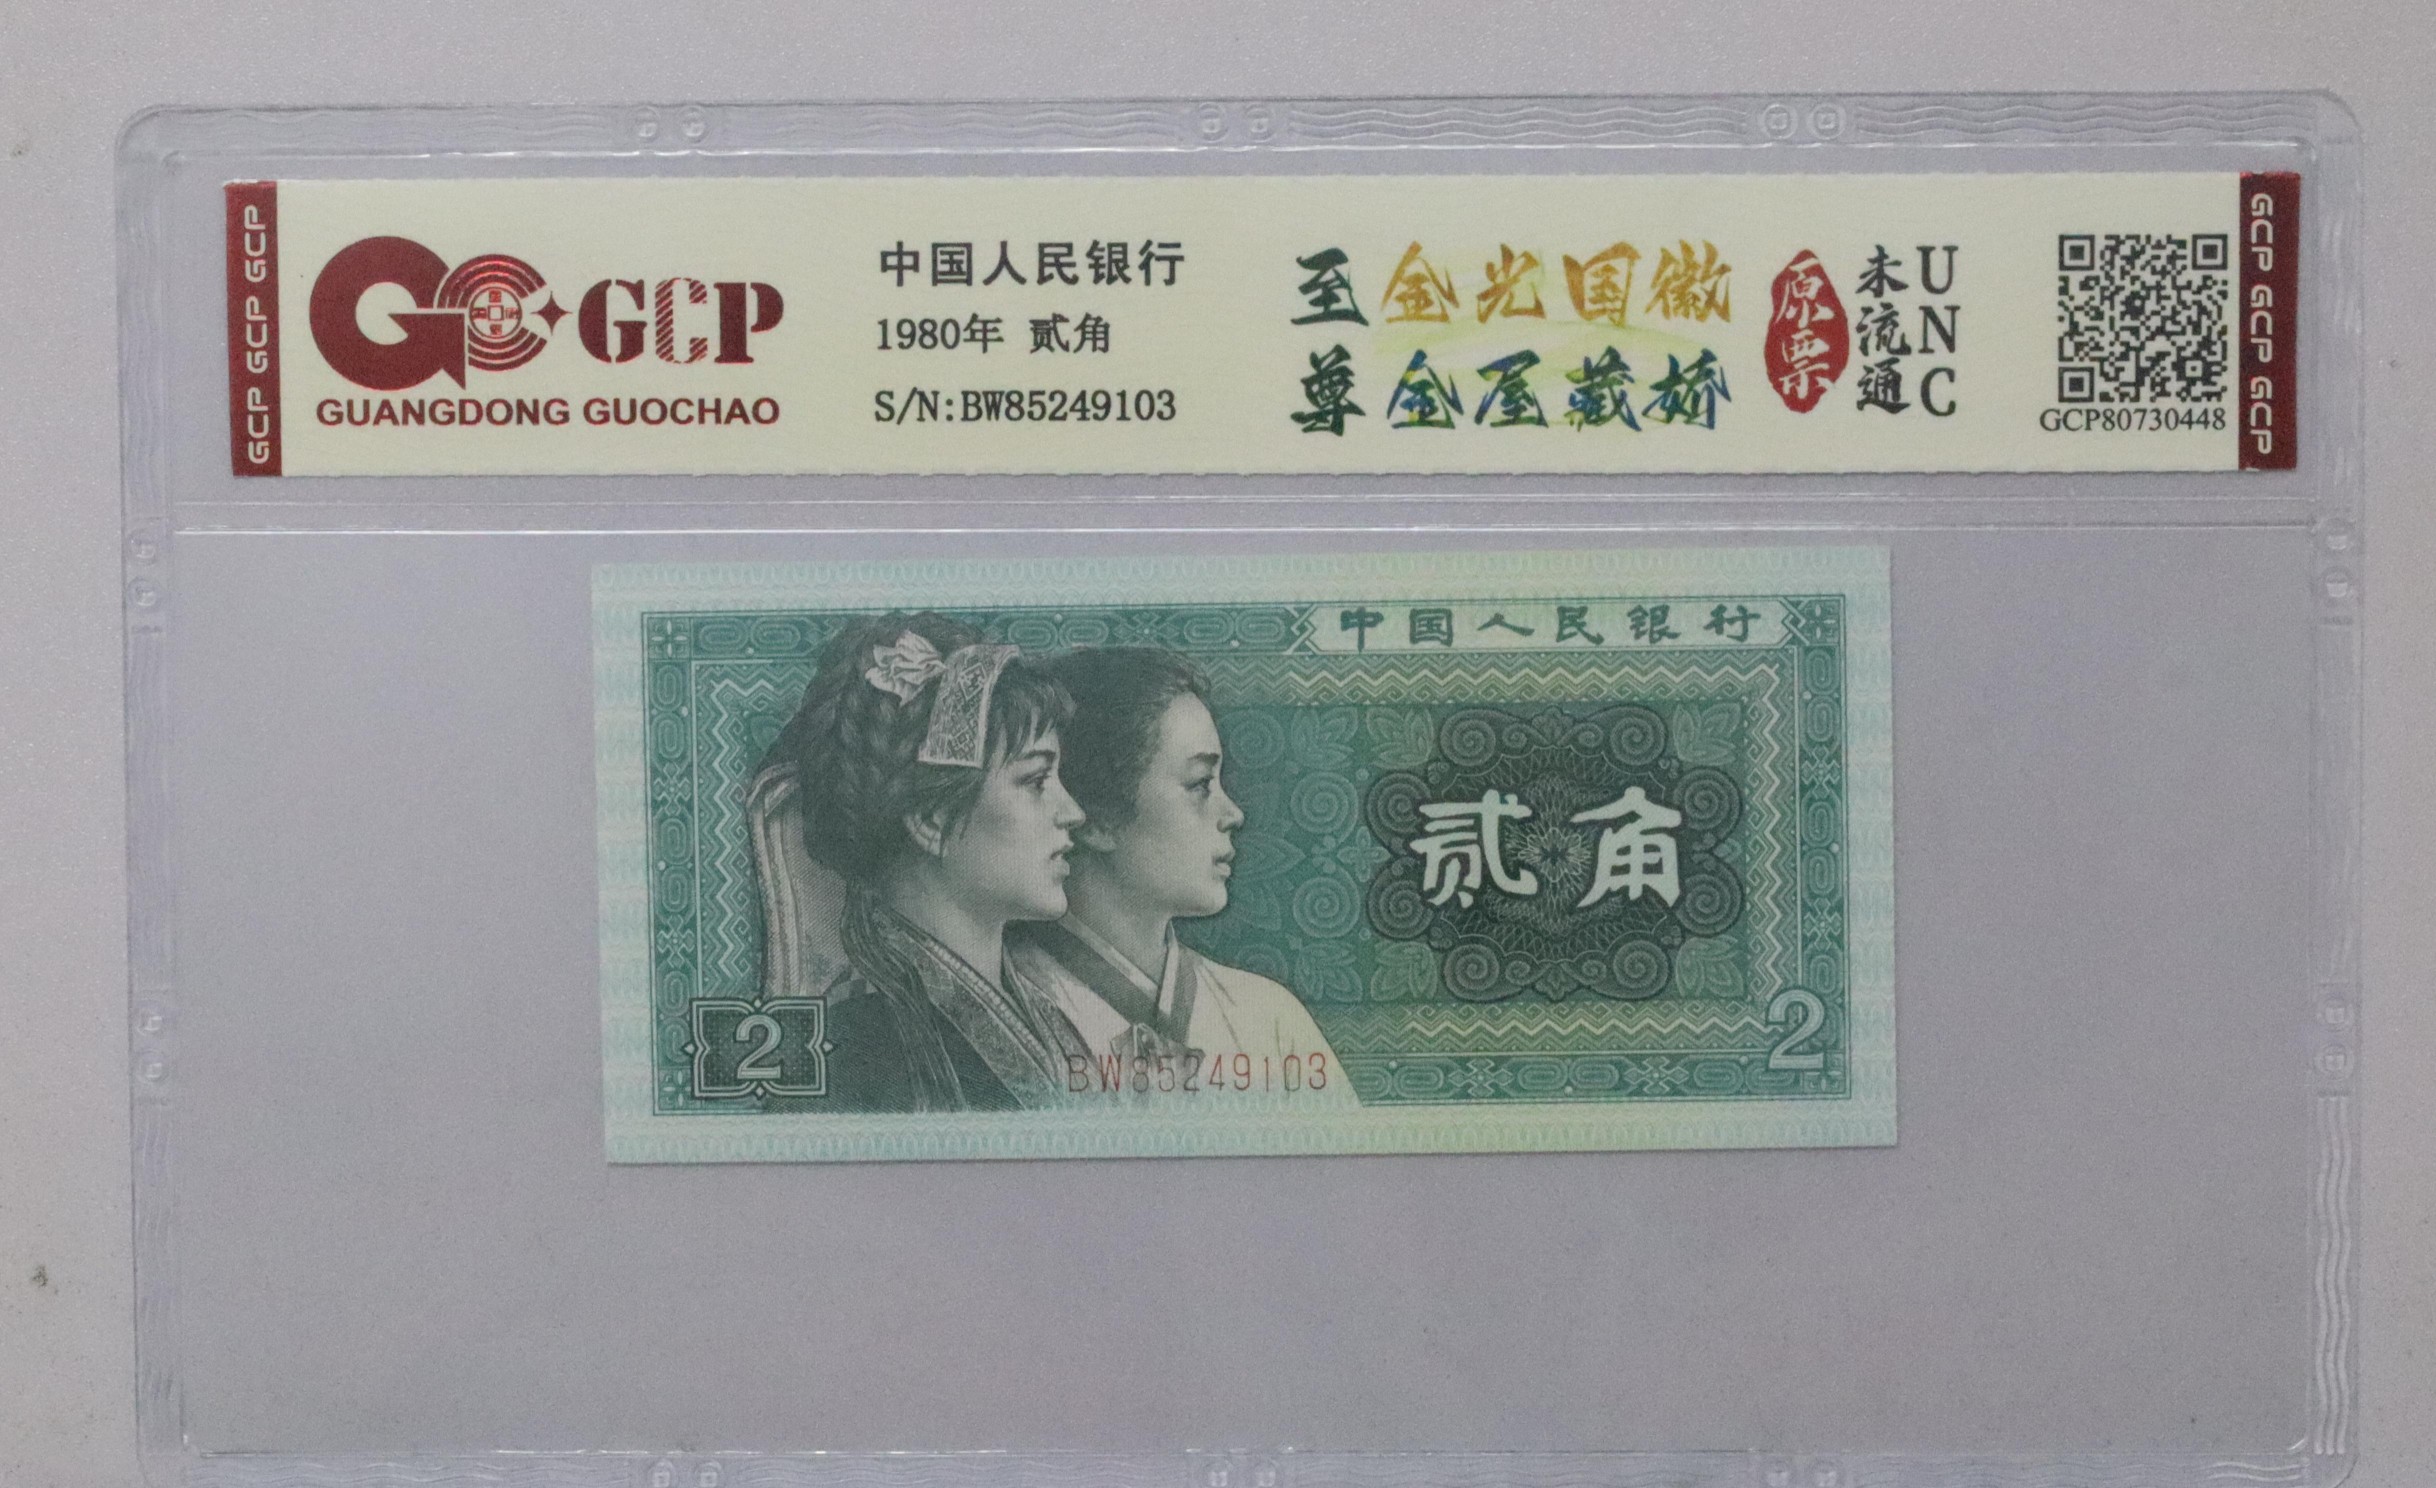 GCP GCP GCP
GCP
GUANGDONG GUOCHAO
中国人民银行
1980年 贰角
S/N:BW85249103
至尊
金光国徽
金屋藏娇
原票
未流通
UNC
GCP80730448
GCP GCP GCP
中国人民银行
贰角
2
BW85249103
2